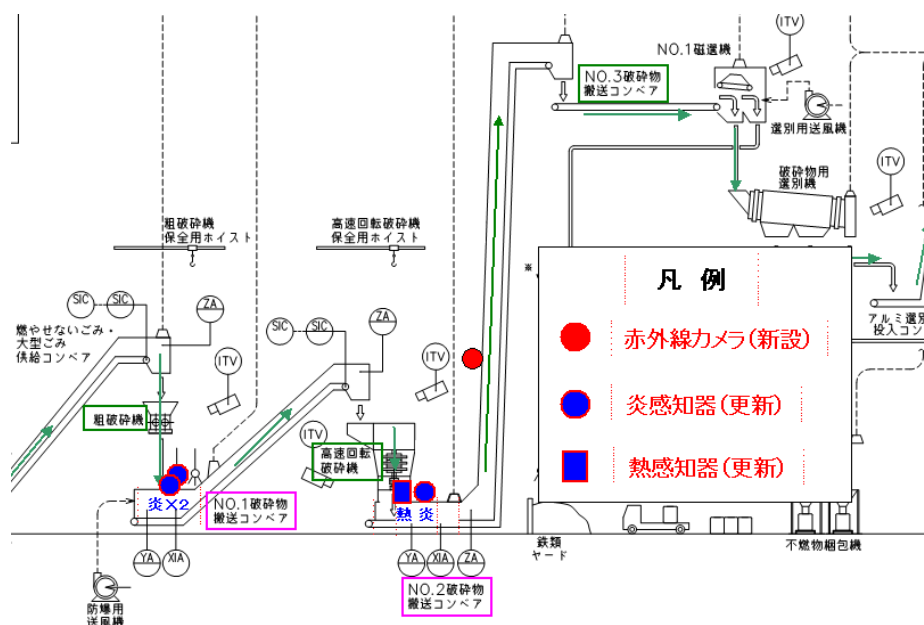 ITV
NO.1磁選機
NO.3破砕物
搬送コンベア
選別用送風機
ITV
破砕物用
選別機
粗破砕機
保全用ホイスト
高速回転破砕機
保全用ホイスト
※
凡 例
赤外線カメラ(新設)
炎感知器(更新)
熱感知器(更新)
SIC
SIC
ZA
SIC
SIC
ZA
燃やせないごみ・
大型ごみ
供給コンベア
ITV
ITV
アルミ選別
投入コン
粗破砕機
ITV
高速回転
破砕機
炎X2
NO.1破砕物
搬送コンベア
熱 炎
YA
XIA
YA
XIA
ZA
鉄類
ヤード
不燃物梱包機
NO.2破砕物
搬送コンベア
防爆用
送風機